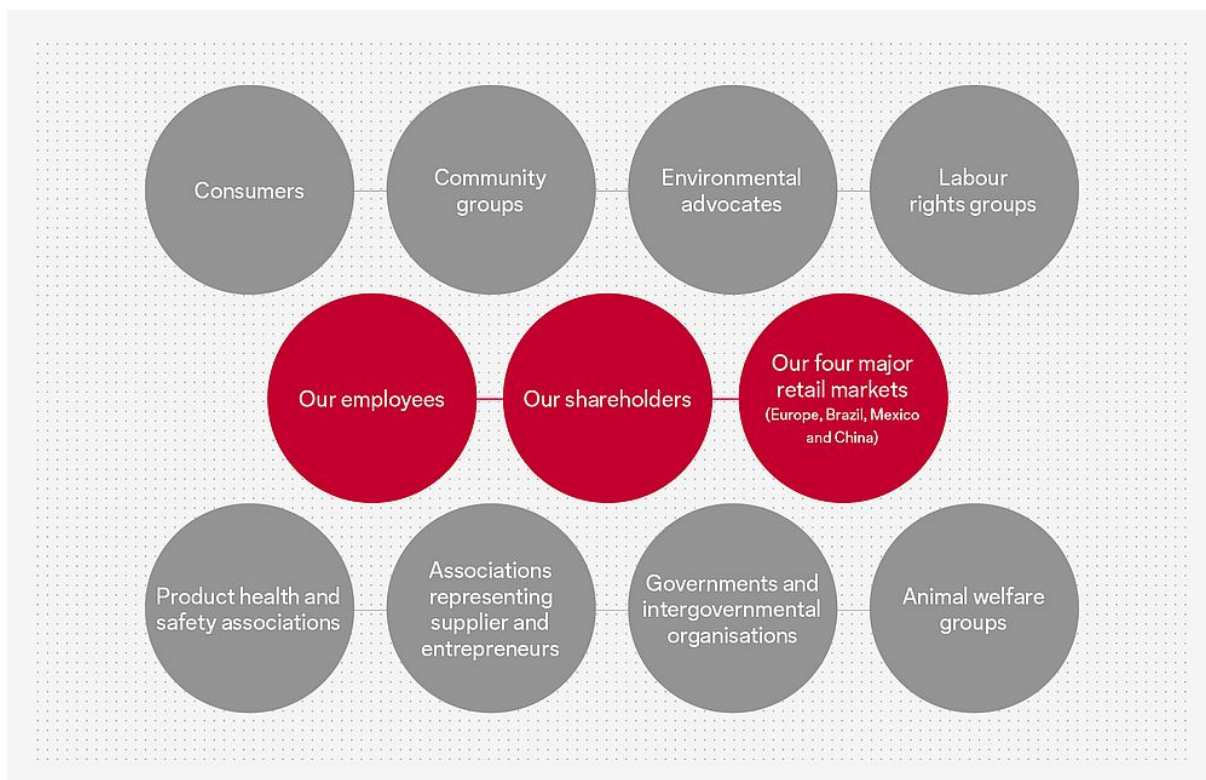 Consumers
Community
groups
Environmental
advocates
Labour
rights groups
Our employees
Our shareholders
Our four major
retail markets
(Europe, Brazil, Mexico
and China)
Product health and
safety associations
Associations
representing
supplier and
entrepreneurs
Governments and
intergovernmental
organisations
Animal welfare
groups